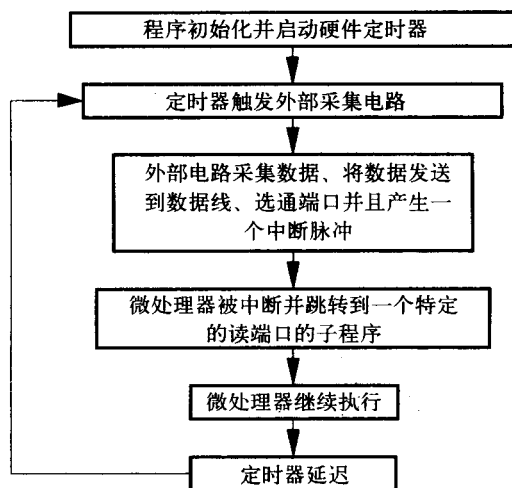 程序初始化并启动硬件定时器
定时器触发外部采集电路
外部电路采集数据、将数据发送
到数据线、选通端口并且产生一
个中断脉冲
微处理器被中断并跳转到一个特定
的读端口的子程序
微处理器继续执行
定时器延迟